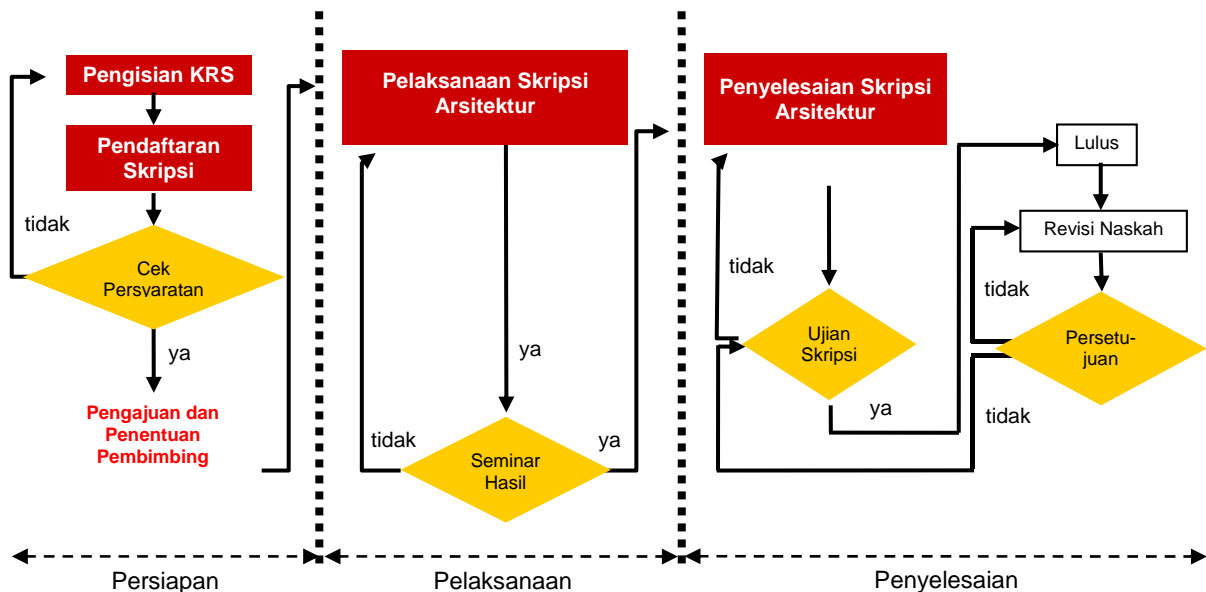 Pengisian KRS
Pendaftaran
Skripsi
tidak
Cek
Persyaratan
ya
Pengajuan dan
Penentuan
Pembimbing
Persiapan
Pelaksanaan Skripsi
Arsitektur
ya
tidak
ya
Seminar
Hasil
Pelaksanaan
Penyelesaian Skripsi
Arsitektur
tidak
Ujian
Skripsi
ya
Lulus
Revisi Naskah
tidak
Persetu-
juan
tidak
Penyelesaian